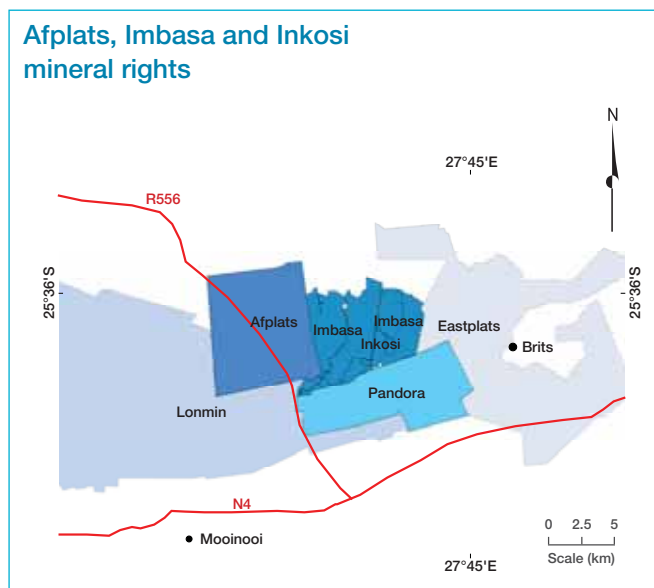 Afplats, Imbasa and Inkosi
mineral rights
N
27°45'E
R556
25°36'S
25°36'S
Afplats
Imbasa
Imbasa
Inkosi
Eastplats
Brits
Pandora
Lonmin
N4
Mooinooi
0 2.5 5
Scale (km)
27°45'E